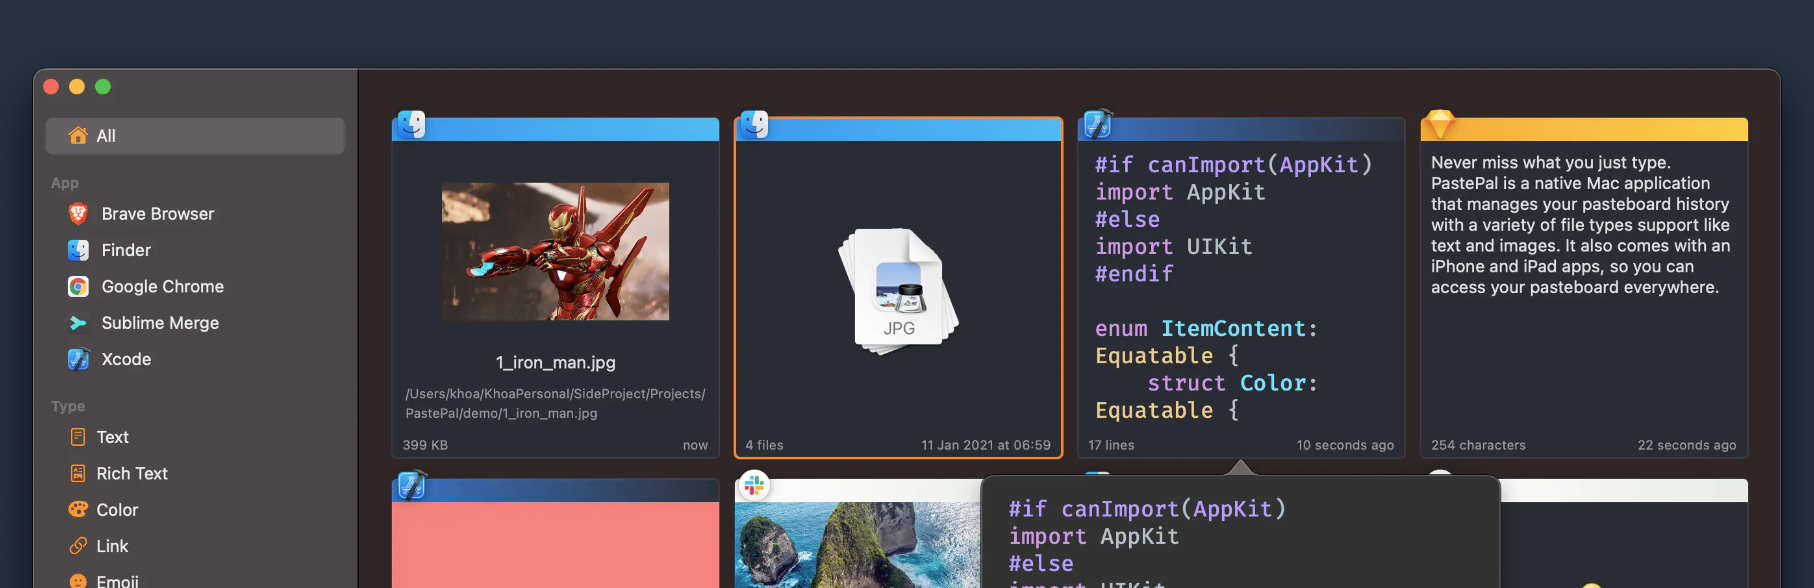 All
App
Brave Browser
Finder
Google Chrome
Sublime Merge
Xcode
Type
Text
Rich Text
Color
Link
Emoji
1_iron_man.jpg
/Users/khoa/KhoaPersonal/SideProject/Projects/
PastePal/demo/1_iron_man.jpg
399 KB
now
JPG
4 files
11 Jan 2021 at 06:59
#if canImport(AppKit)
import AppKit
#else
import UIKit
#endif
enum ItemContent:
Equatable {
struct Color:
Equatable {
17 lines
10 seconds ago
Never miss what you just type.
PastePal is a native Mac application
that manages your pasteboard history
with a variety of file types support like
text and images. It also comes with an
iPhone and iPad apps, so you can
access your pasteboard everywhere.
254 characters
22 seconds ago
#if canImport(AppKit)
import AppKit
#else
import UIKit